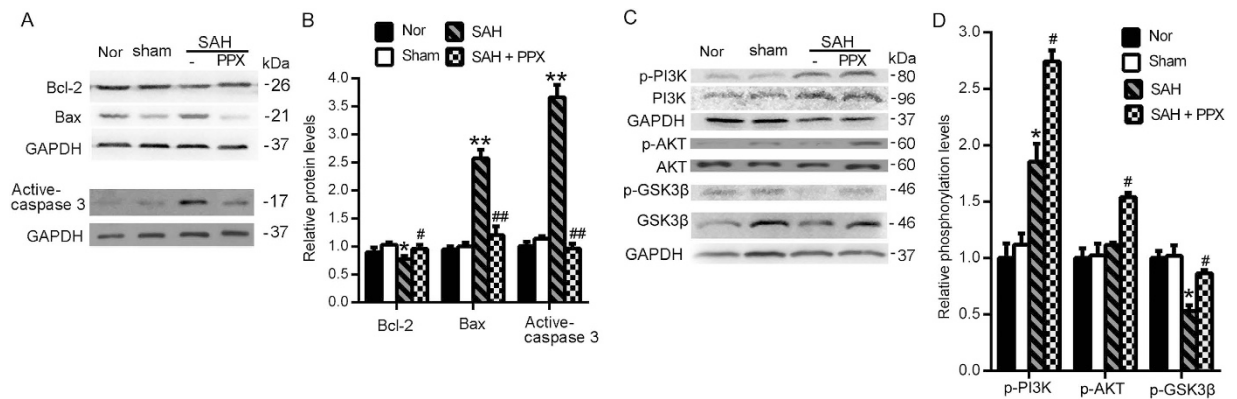 A
Nor sham SAH
- PPX kDa
Bcl-2 -26
Bax -21
GAPDH -37
Active-
caspase 3 -17
GAPDH -37
B
Nor SAH
Sham SAH + PPX
Relative protein levels
4.0
3.5
3.0
2.5
2.0
1.5
1.0
0.5
0.0
* #
** ##
** ##
Bcl-2 Bax Active-
caspase 3
C
Nor sham SAH
- PPX kDa
p-PI3K -80
PI3K -96
GAPDH -37
p-AKT -60
AKT -60
p-GSK3β -46
GSK3β -46
GAPDH -37
D
Nor
Sham
SAH
SAH + PPX
Relative phosphorylation levels
3.0
2.5
2.0
1.5
1.0
0.5
0.0
* #
#
* #
p-PI3K p-AKT p-GSK3β